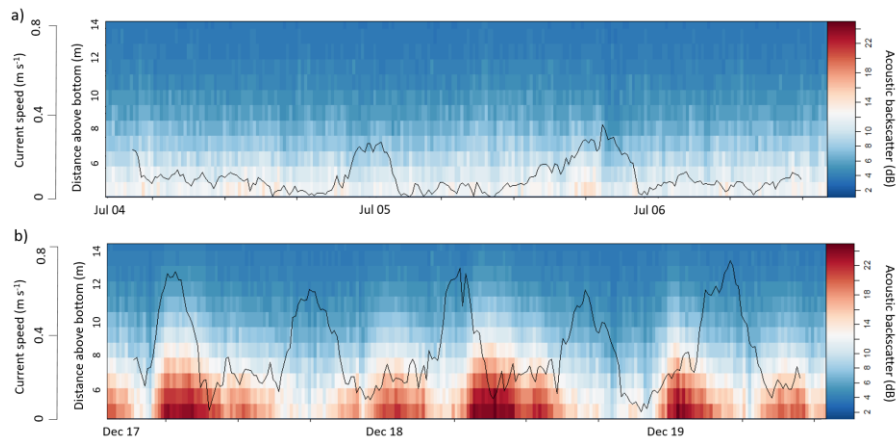 a)
Current speed (m s⁻¹)
0.8
0.4
0
Distance above bottom (m)
14
12
10
8
6
Jul 04
Jul 05
Jul 06
Acoustic backscatter (dB)
22
18
14
10
8
6
4
2
b)
Current speed (m s⁻¹)
0.8
0.4
0
Distance above bottom (m)
14
12
10
8
6
Dec 17
Dec 18
Dec 19
Acoustic backscatter (dB)
22
18
14
10
8
6
4
2